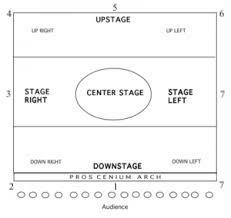 4 5 6
UPSTAGE
UP RIGHT UP LEFT
3 STAGE RIGHT CENTER STAGE STAGE LEFT 7
DOWN RIGHT DOWN LEFT
DOWNSTAGE
PROSCENIUM ARCH
2 1 7
Audience